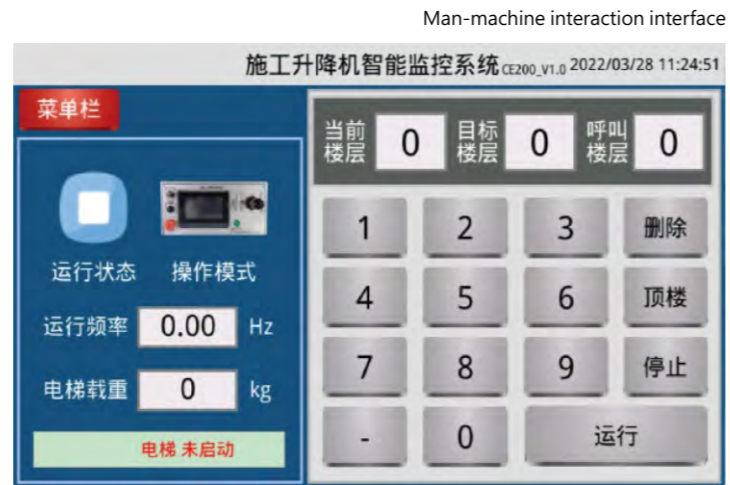 Man-machine interaction interface
施工升降机智能监控系统 CE200_V1.0 2022/03/28 11:24:51
菜单栏
当前楼层 0 目标楼层 0 呼叫楼层 0
1 2 3 删除
运行状态 操作模式
4 5 6 顶楼
运行频率 0.00 Hz
7 8 9 停止
电梯载重 0 kg
- 0 运行
电梯 未启动